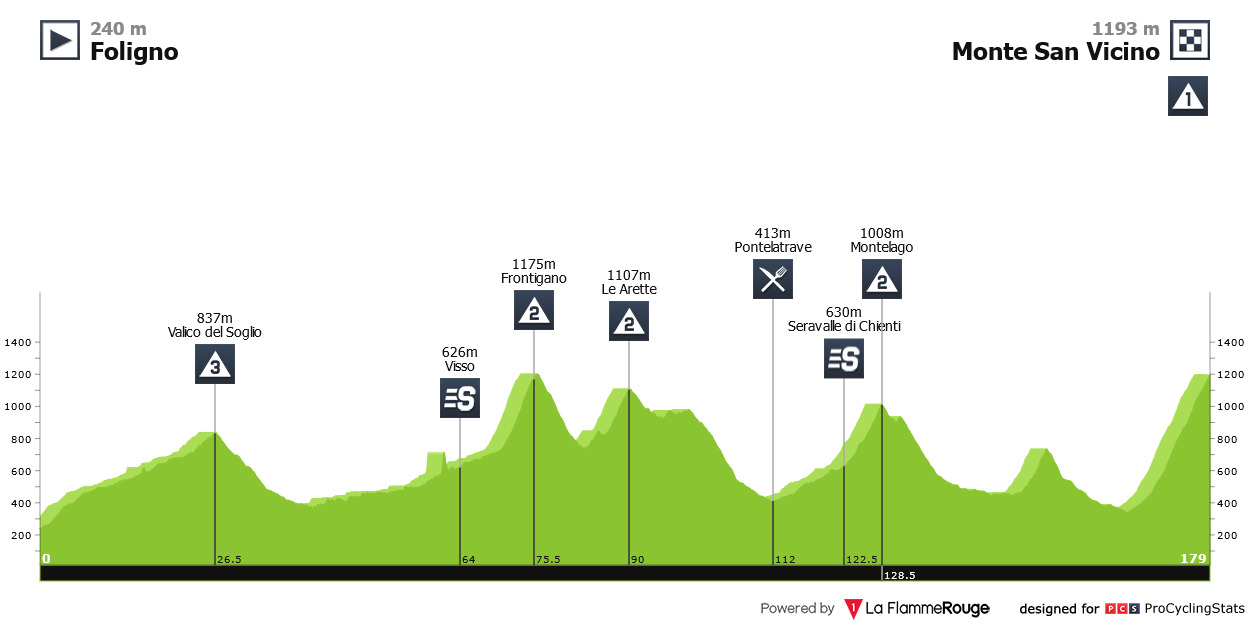 240 m
Foligno
1193 m
Monte San Vicino
1
413m
Pontelatrave
1008m
Montelago
2
1175m
Frontigano
2
1107m
Le Arette
2
837m
Valico del Soglio
3
630m
Seravalle di Chienti
S
626m
Visso
S
1400 1400
1200 1200
1000 1000
800 800
600 600
400 400
200 200
0 26.5 64 75.5 90 112 122.5 179
128.5
Powered by 1 La FlammeRouge designed for PCS ProCyclingStats